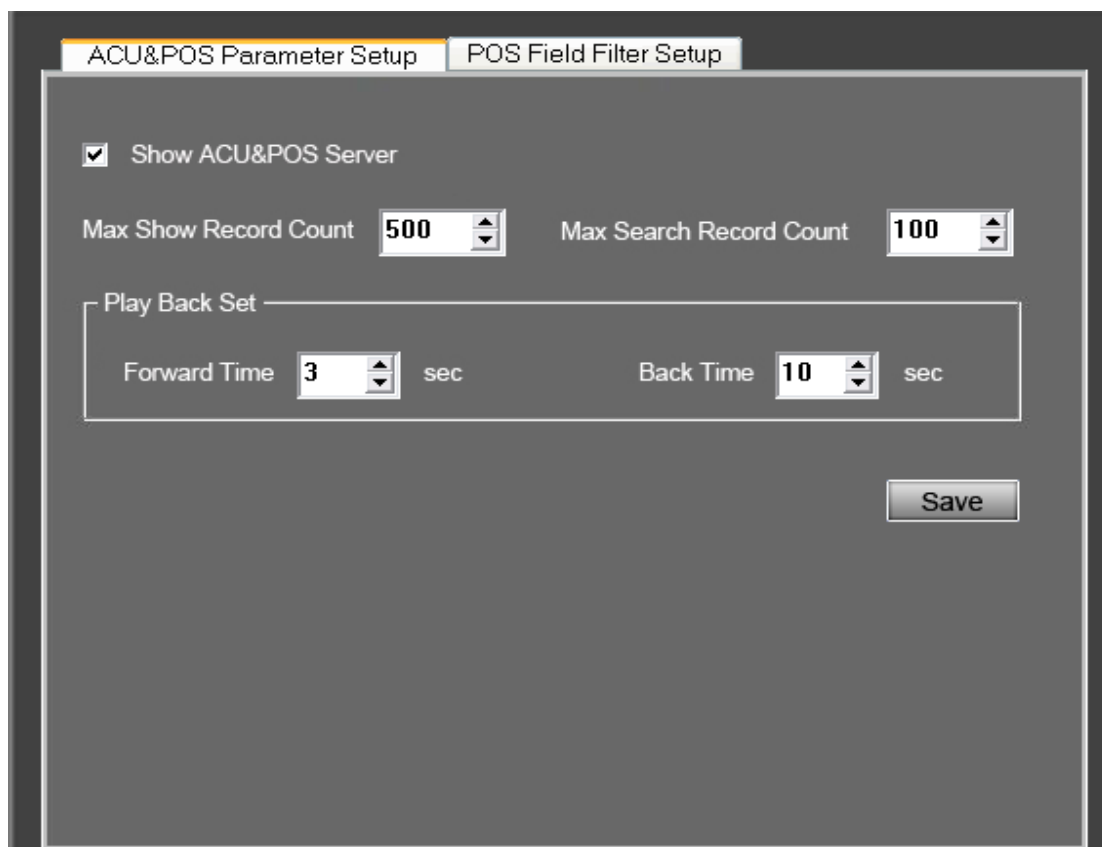 ACU&POS Parameter Setup POS Field Filter Setup
Show ACU&POS Server
Max Show Record Count 500 Max Search Record Count 100
Play Back Set
Forward Time 3 sec Back Time 10 sec
Save